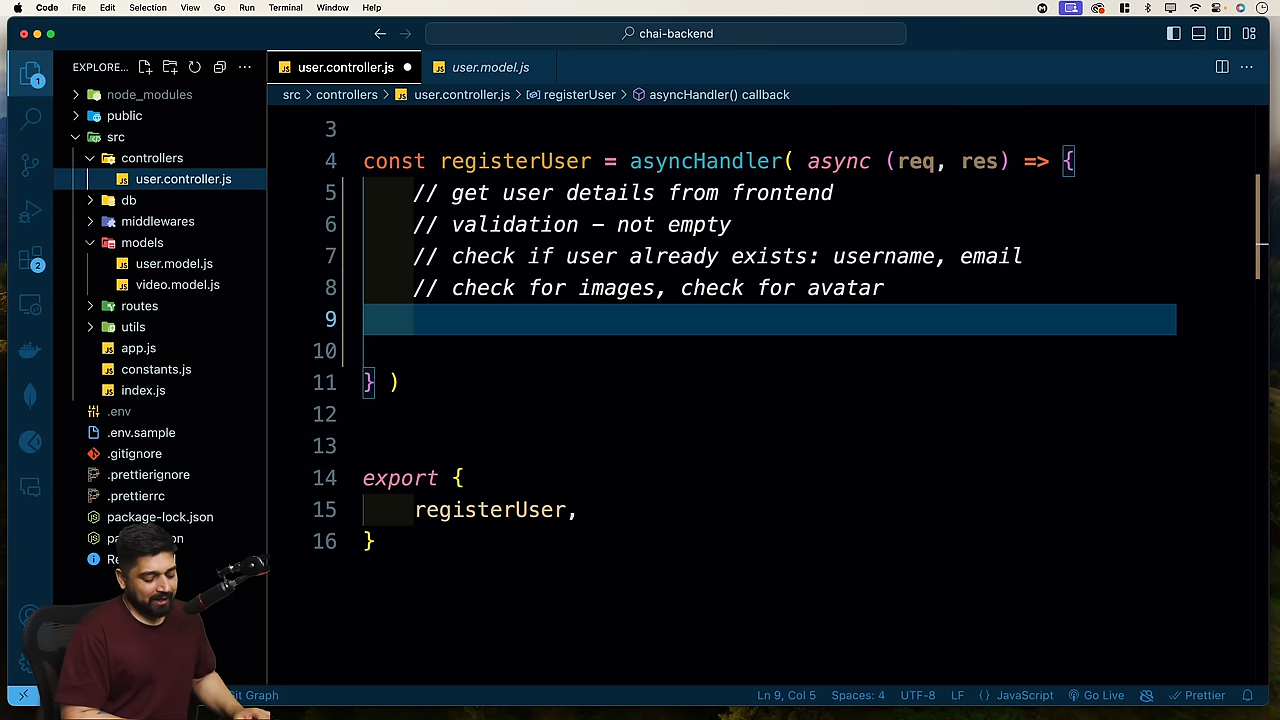 Code File Edit Selection View Go Run Terminal Window Help
chai-backend
EXPLORE...
user.controller.js
user.model.js
src > controllers > user.controller.js > registerUser > asyncHandler() callback
node_modules
public
src
controllers
user.controller.js
db
middlewares
models
user.model.js
video.model.js
routes
utils
app.js
constants.js
index.js
.env
.env.sample
.gitignore
.prettierignore
.prettierrc
package-lock.json
1
2
3
4 const registerUser = asyncHandler( async (req, res) => {
5 // get user details from frontend
6 // validation - not empty
7 // check if user already exists: username, email
8 // check for images, check for avatar
9
10
11 } )
12
13
14 export {
15 registerUser,
16 }
Git Graph
Ln 9, Col 5 Spaces: 4 UTF-8 LF {} JavaScript Go Live Prettier